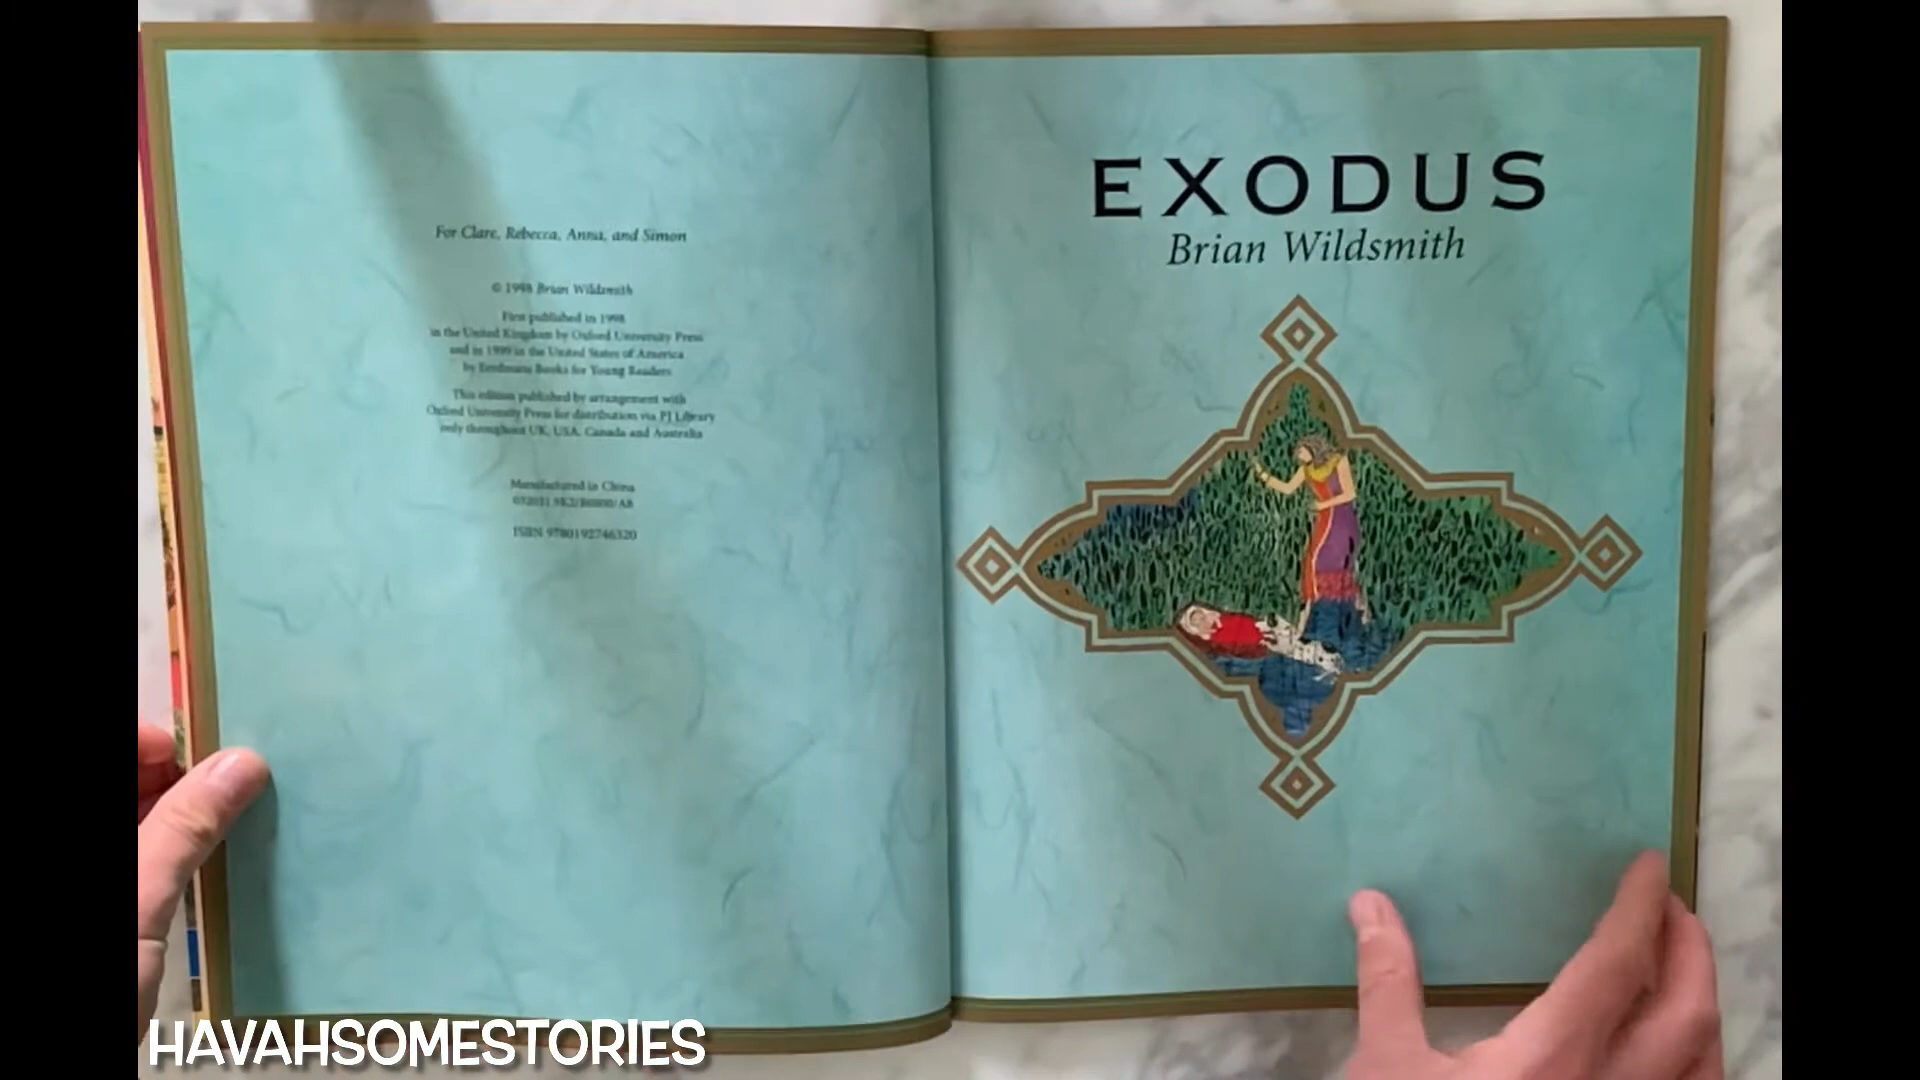 For Clare, Rebecca, Anna, and Simon
© 1998 Brian Wildsmith
First published in 1998
in the United Kingdom by Oxford University Press
and in 1999 in the United States of America
by Eerdmans Books for Young Readers
This edition published by arrangement with
Oxford University Press for distribution via PJ Library
only throughout UK, USA, Canada and Australia
Manufactured in China
ISBN 9780192746320
EXODUS
Brian Wildsmith
HAVAHSOMESTORIES